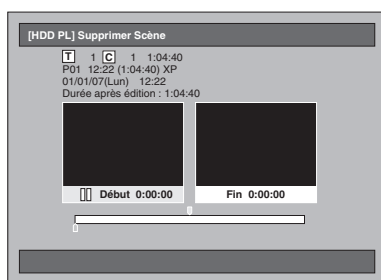 [HDD PL] Supprimer Scène
T 1 C 1 1:04:40
P01 12:22 (1:04:40) XP
01/01/07(Lun) 12:22
Durée après édition : 1:04:40
Début 0:00:00 Fin 0:00:00